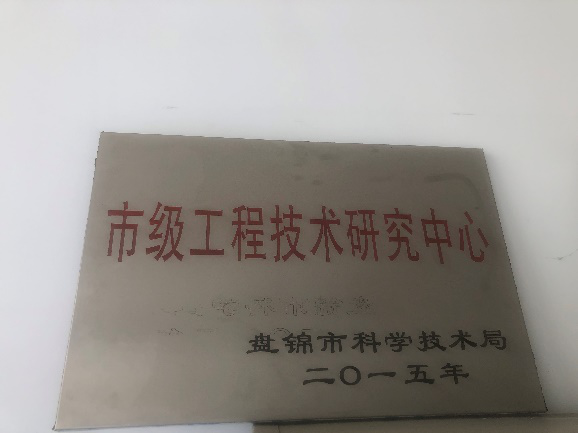 市级工程技术研究中心
盘锦市科学技术局
二〇一五年